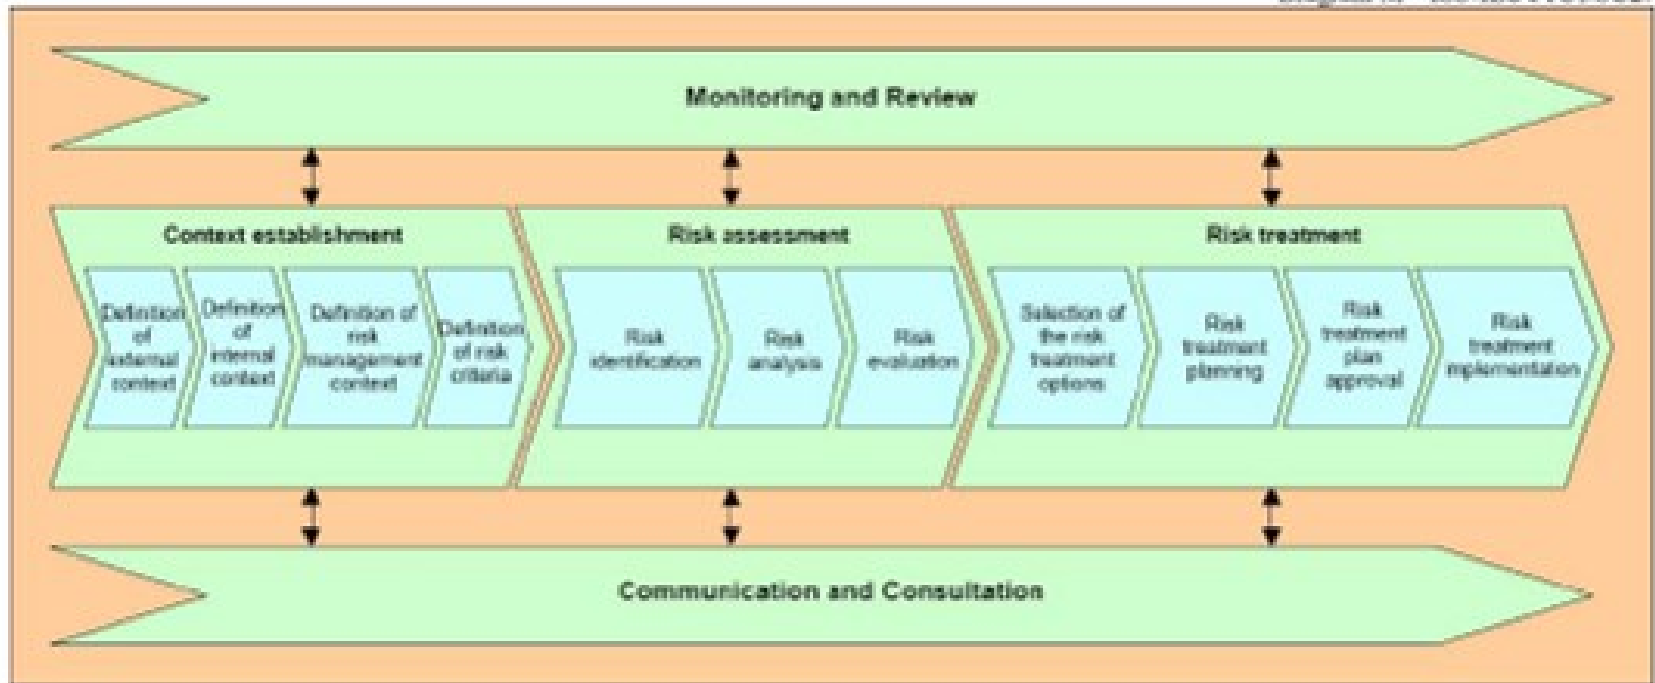 Monitoring and Review
Context establishment
Definition
of
external
context
Definition
of
internal
context
Definition of
risk
management
context
Definition
of risk
criteria
Risk assessment
Risk
identification
Risk
analysis
Risk
evaluation
Risk treatment
Selection of
the risk
treatment
options
Risk
treatment
planning
Risk
treatment
plan
approval
Risk
treatment
mplementation
Communication and Consultation